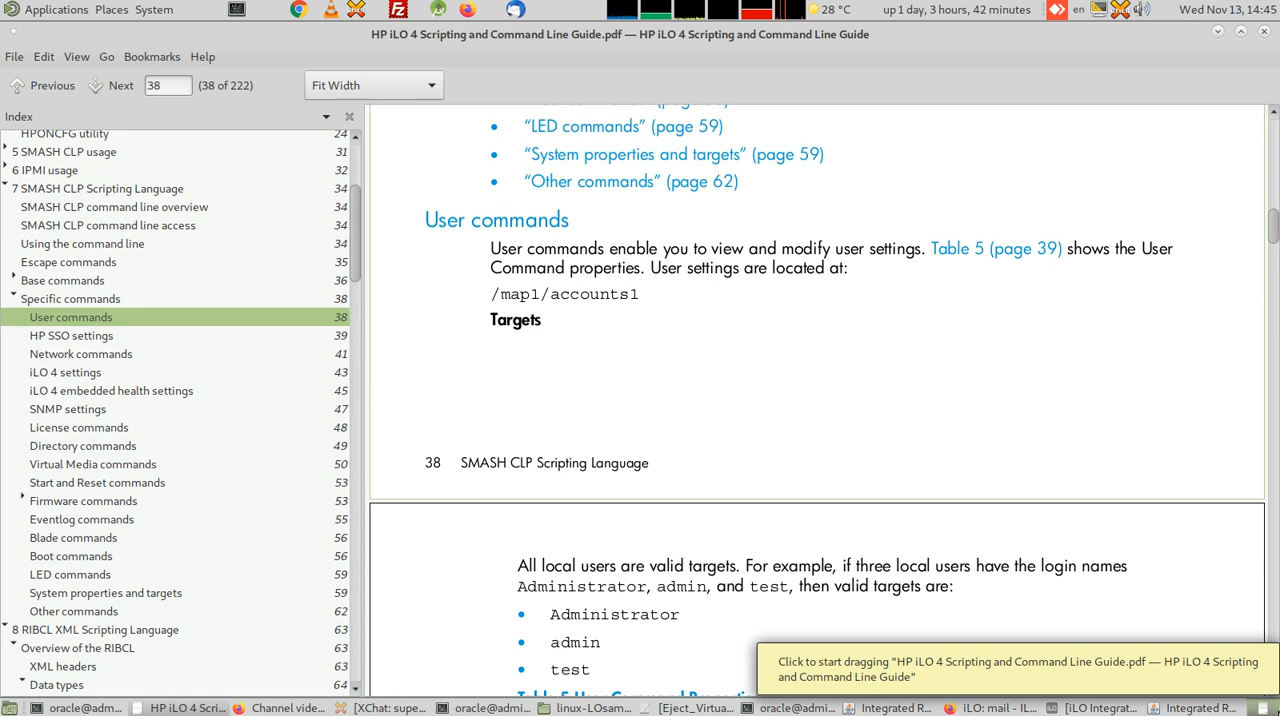 Applications Places System 28 °C up 1 day, 3 hours, 42 minutes en Wed Nov 13, 14:45
HP iLO 4 Scripting and Command Line Guide.pdf — HP iLO 4 Scripting and Command Line Guide
File Edit View Go Bookmarks Help
Previous Next 38 (38 of 222) Fit Width
Index
HPONCFG utility 24
5 SMASH CLP usage 31
6 IPMI usage 32
7 SMASH CLP Scripting Language 34
SMASH CLP command line overview 34
SMASH CLP command line access 34
Using the command line 34
Escape commands 35
Base commands 36
Specific commands 38
User commands 38
HP SSO settings 39
Network commands 41
iLO 4 settings 43
iLO 4 embedded health settings 45
SNMP settings 47
License commands 48
Directory commands 49
Virtual Media commands 50
Start and Reset commands 53
Firmware commands 53
Eventlog commands 55
Blade commands 56
Boot commands 56
LED commands 59
System properties and targets 59
Other commands 62
8 RIBCL XML Scripting Language 63
Overview of the RIBCL 63
XML headers 63
Data types 64
• “LED commands” (page 59)
• “System properties and targets” (page 59)
• “Other commands” (page 62)
User commands
User commands enable you to view and modify user settings. Table 5 (page 39) shows the User
Command properties. User settings are located at:
/map1/accounts1
Targets
38 SMASH CLP Scripting Language
All local users are valid targets. For example, if three local users have the login names
Administrator, admin, and test, then valid targets are:
• Administrator
• admin
• test
Click to start dragging "HP iLO 4 Scripting and Command Line Guide.pdf — HP iLO 4 Scripting
and Command Line Guide"
oracle@adm... HP iLO 4 Scri... Channel vide... [XChat: supe... oracle@adm... linux-LOsam... [Eject_Virtua... oracle@adm... Integrated R... iLO: mail - IL... [iLO Integrat... Integrated R...